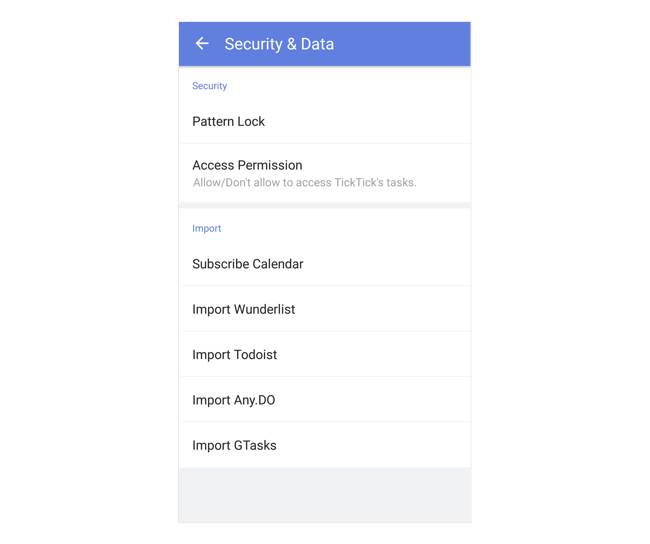 Security & Data
Security
Pattern Lock
Access Permission
Allow/Don't allow to access TickTick's tasks.
Import
Subscribe Calendar
Import Wunderlist
Import Todoist
Import Any.DO
Import GTasks